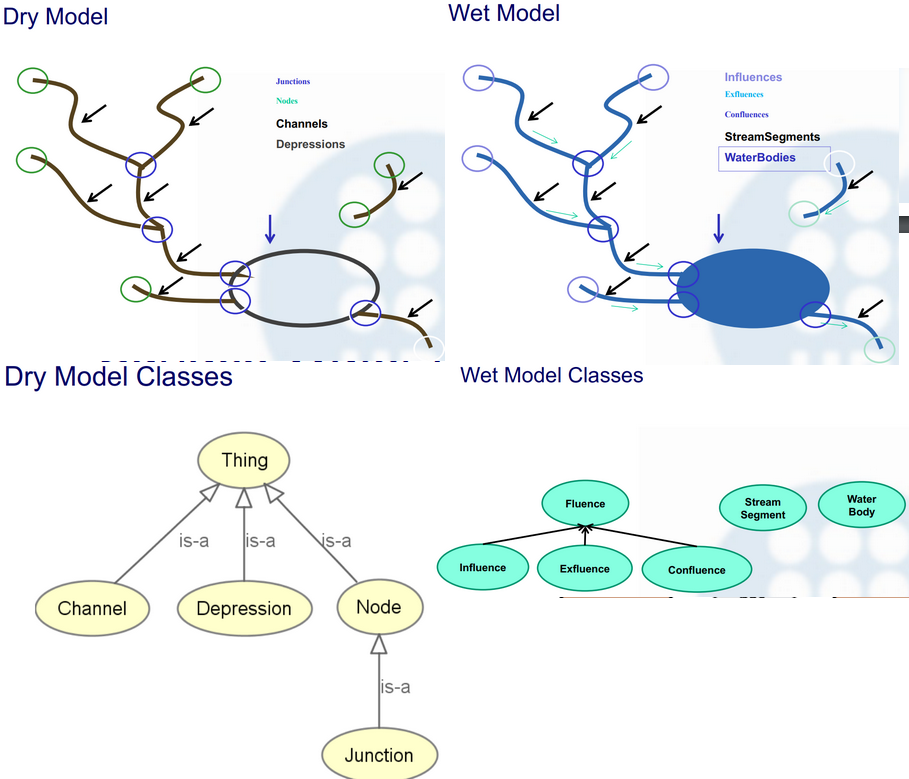 Dry Model
Junctions
Nodes
Channels
Depressions
Wet Model
Influences
Exfluences
Confluences
StreamSegments
WaterBodies
Dry Model Classes
Thing
is-a
is-a
is-a
Channel
Depression
Node
is-a
Junction
Wet Model Classes
Fluence
Stream
Segment
Water
Body
Influence
Exfluence
Confluence